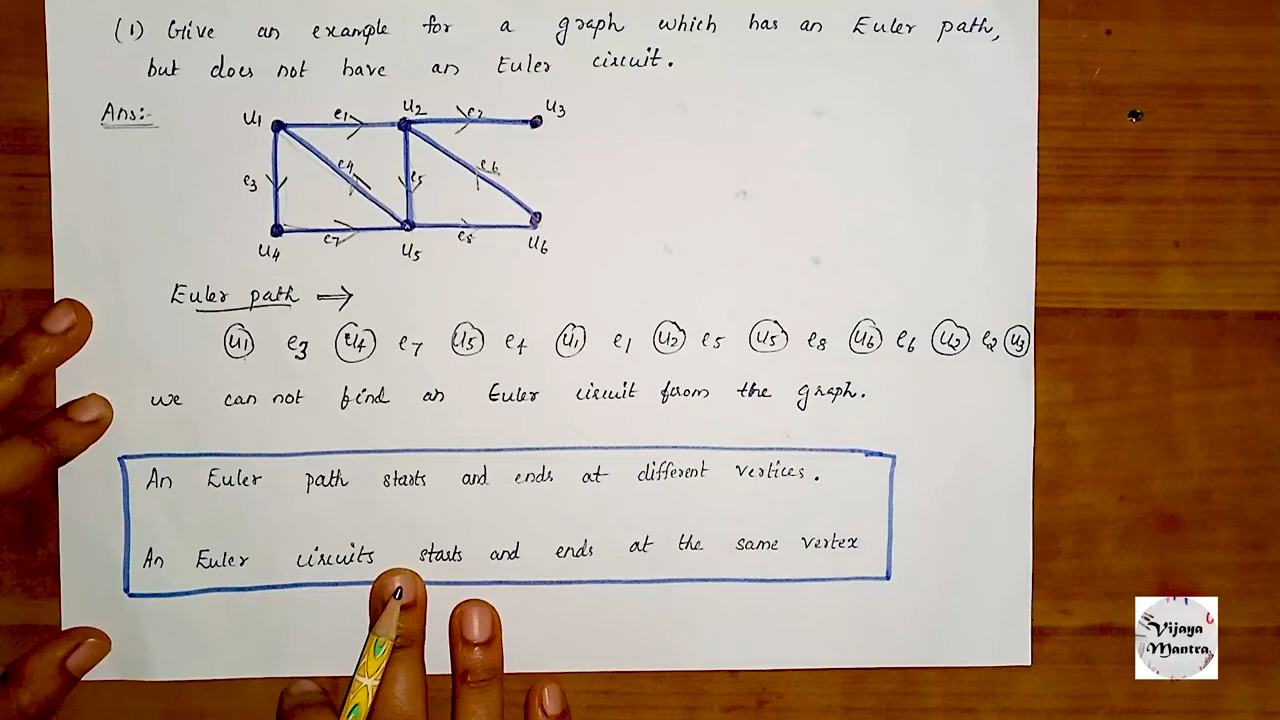 (1) Give an example for a graph which has an Euler path,
but does not have an Euler circuit.
Ans:-
u1 e1 u2 e2 u3
e3 e4 e5 e6
u4 e7 u5 e8 u6
Euler path ⟹
u1 e3 u4 e7 u5 e4 u1 e1 u2 e5 u5 e8 u6 e6 u2 e2 u3
we can not find an Euler circuit from the graph.
An Euler path starts and ends at different vertices.
An Euler circuits starts and ends at the same vertex
Vijaya
Mantra